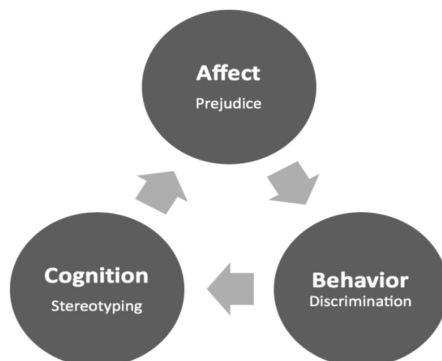 Affect
Prejudice
Cognition
Stereotyping
Behavior
Discrimination